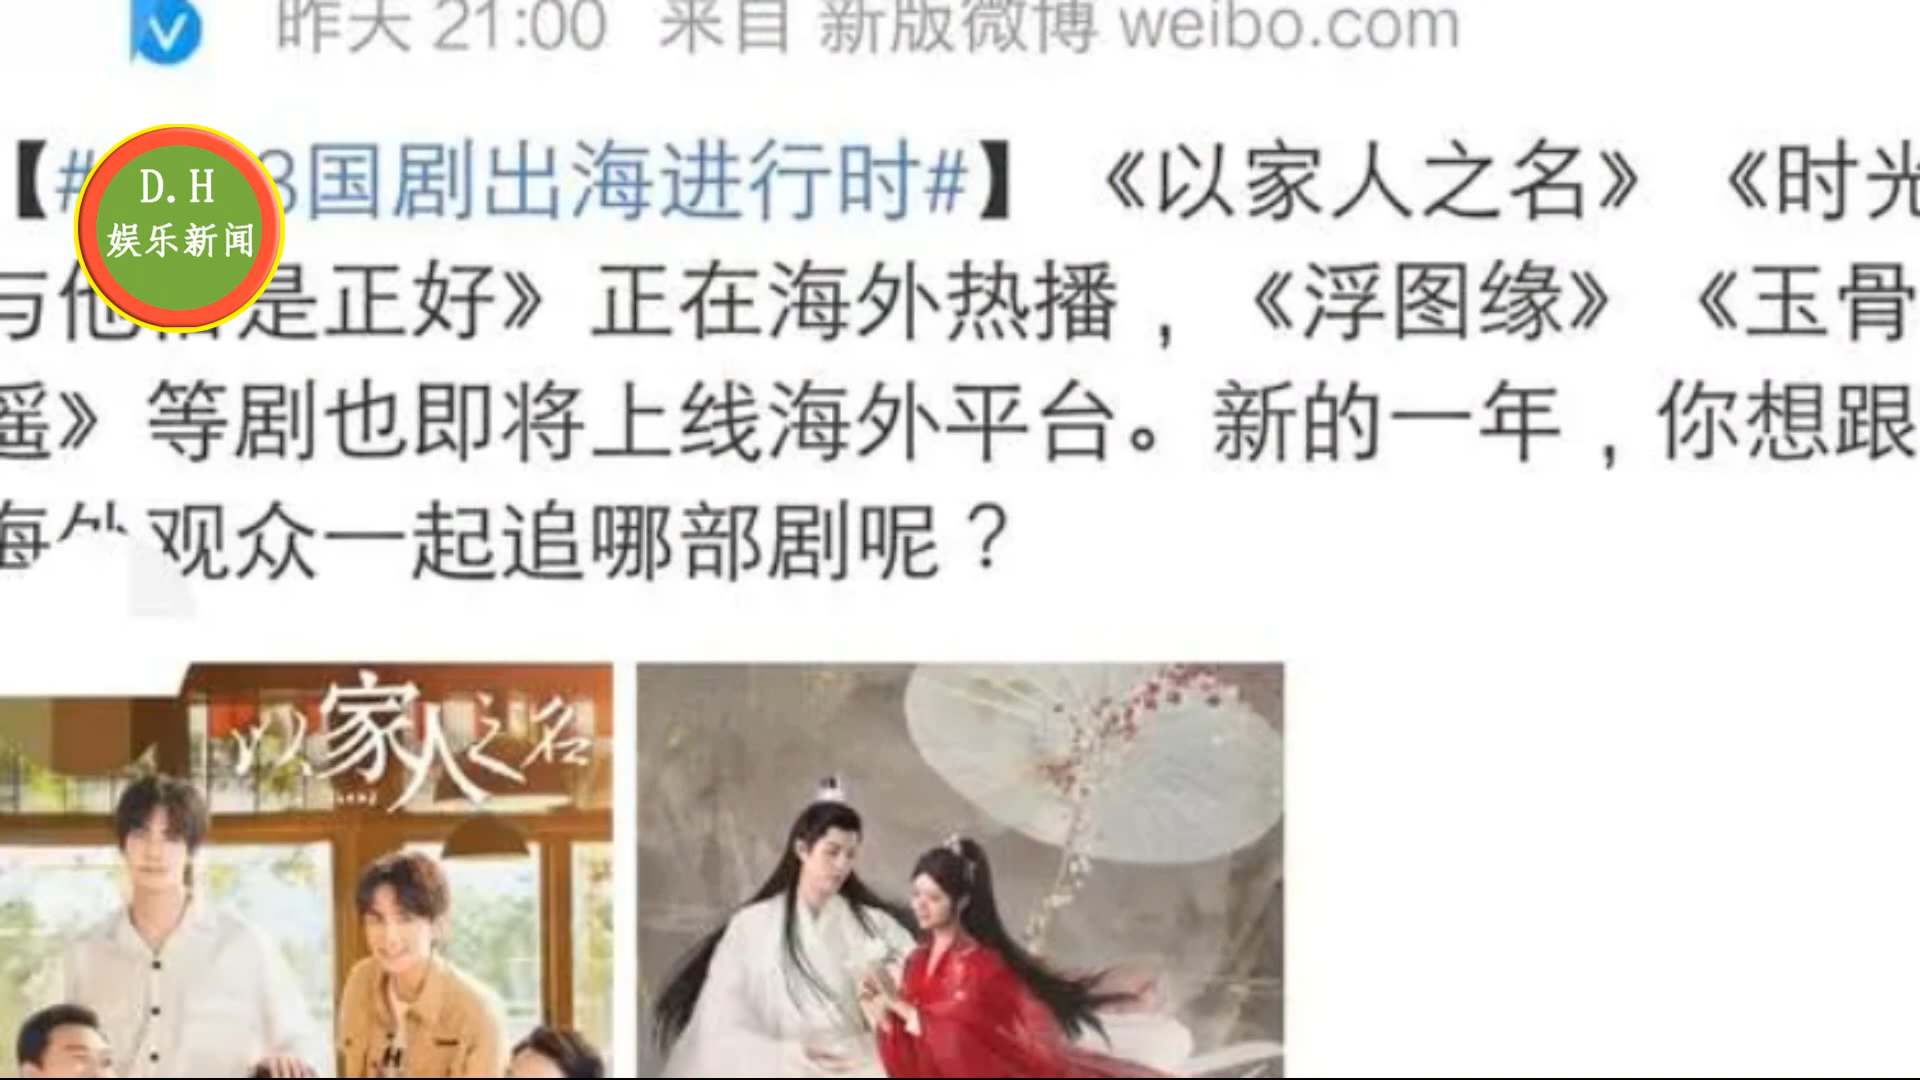 昨天 21:00 来自 新版微博 weibo.com
【# 3国剧出海进行时#】《以家人之名》《时光
D.H
娱乐新闻
与他 是正好》正在海外热播，《浮图缘》《玉骨
遥》等剧也即将上线海外平台。新的一年，你想跟
海外观众一起追哪部剧呢？
以家人之名